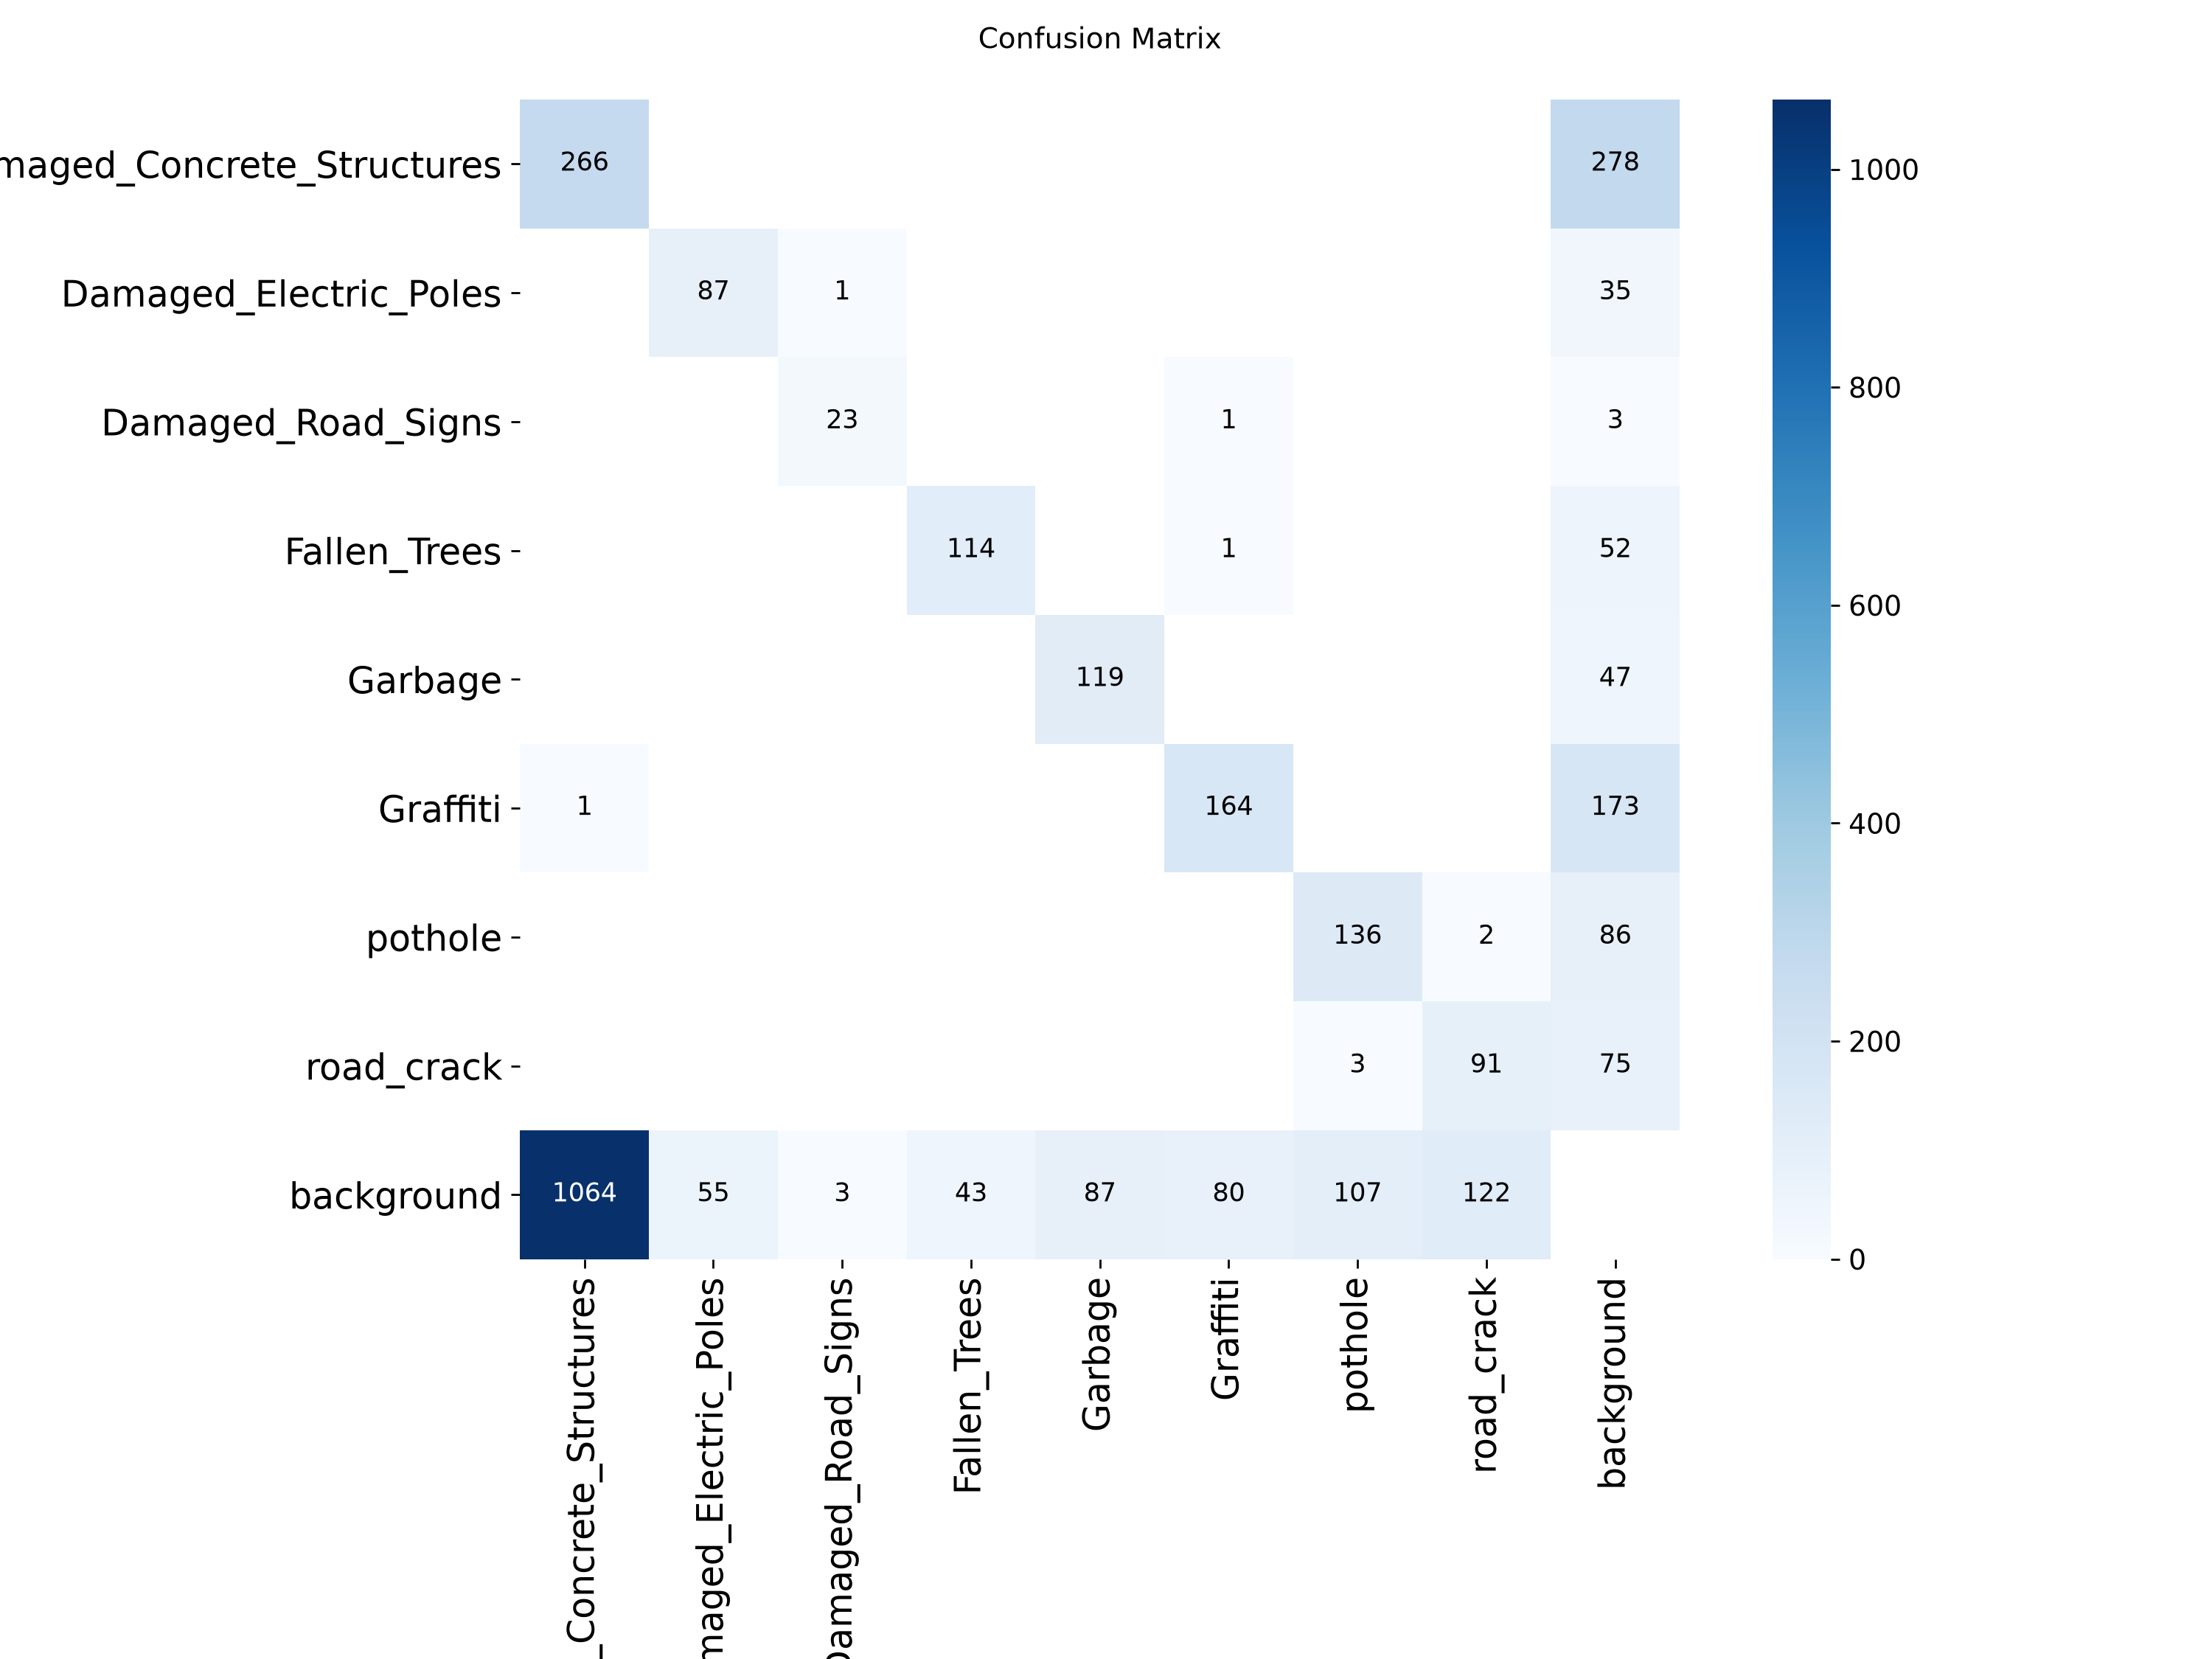 Confusion Matrix
maged_Concrete_Structures 266 278
Damaged_Electric_Poles 87 1 35
Damaged_Road_Signs 23 1 3
Fallen_Trees 114 1 52
Garbage 119 47
Graffiti 1 164 173
pothole 136 2 86
road_crack 3 91 75
background 1064 55 3 43 87 80 107 122
_Concrete_Structures
maged_Electric_Poles
Damaged_Road_Signs
Fallen_Trees
Garbage
Graffiti
pothole
road_crack
background
1000
800
600
400
200
0